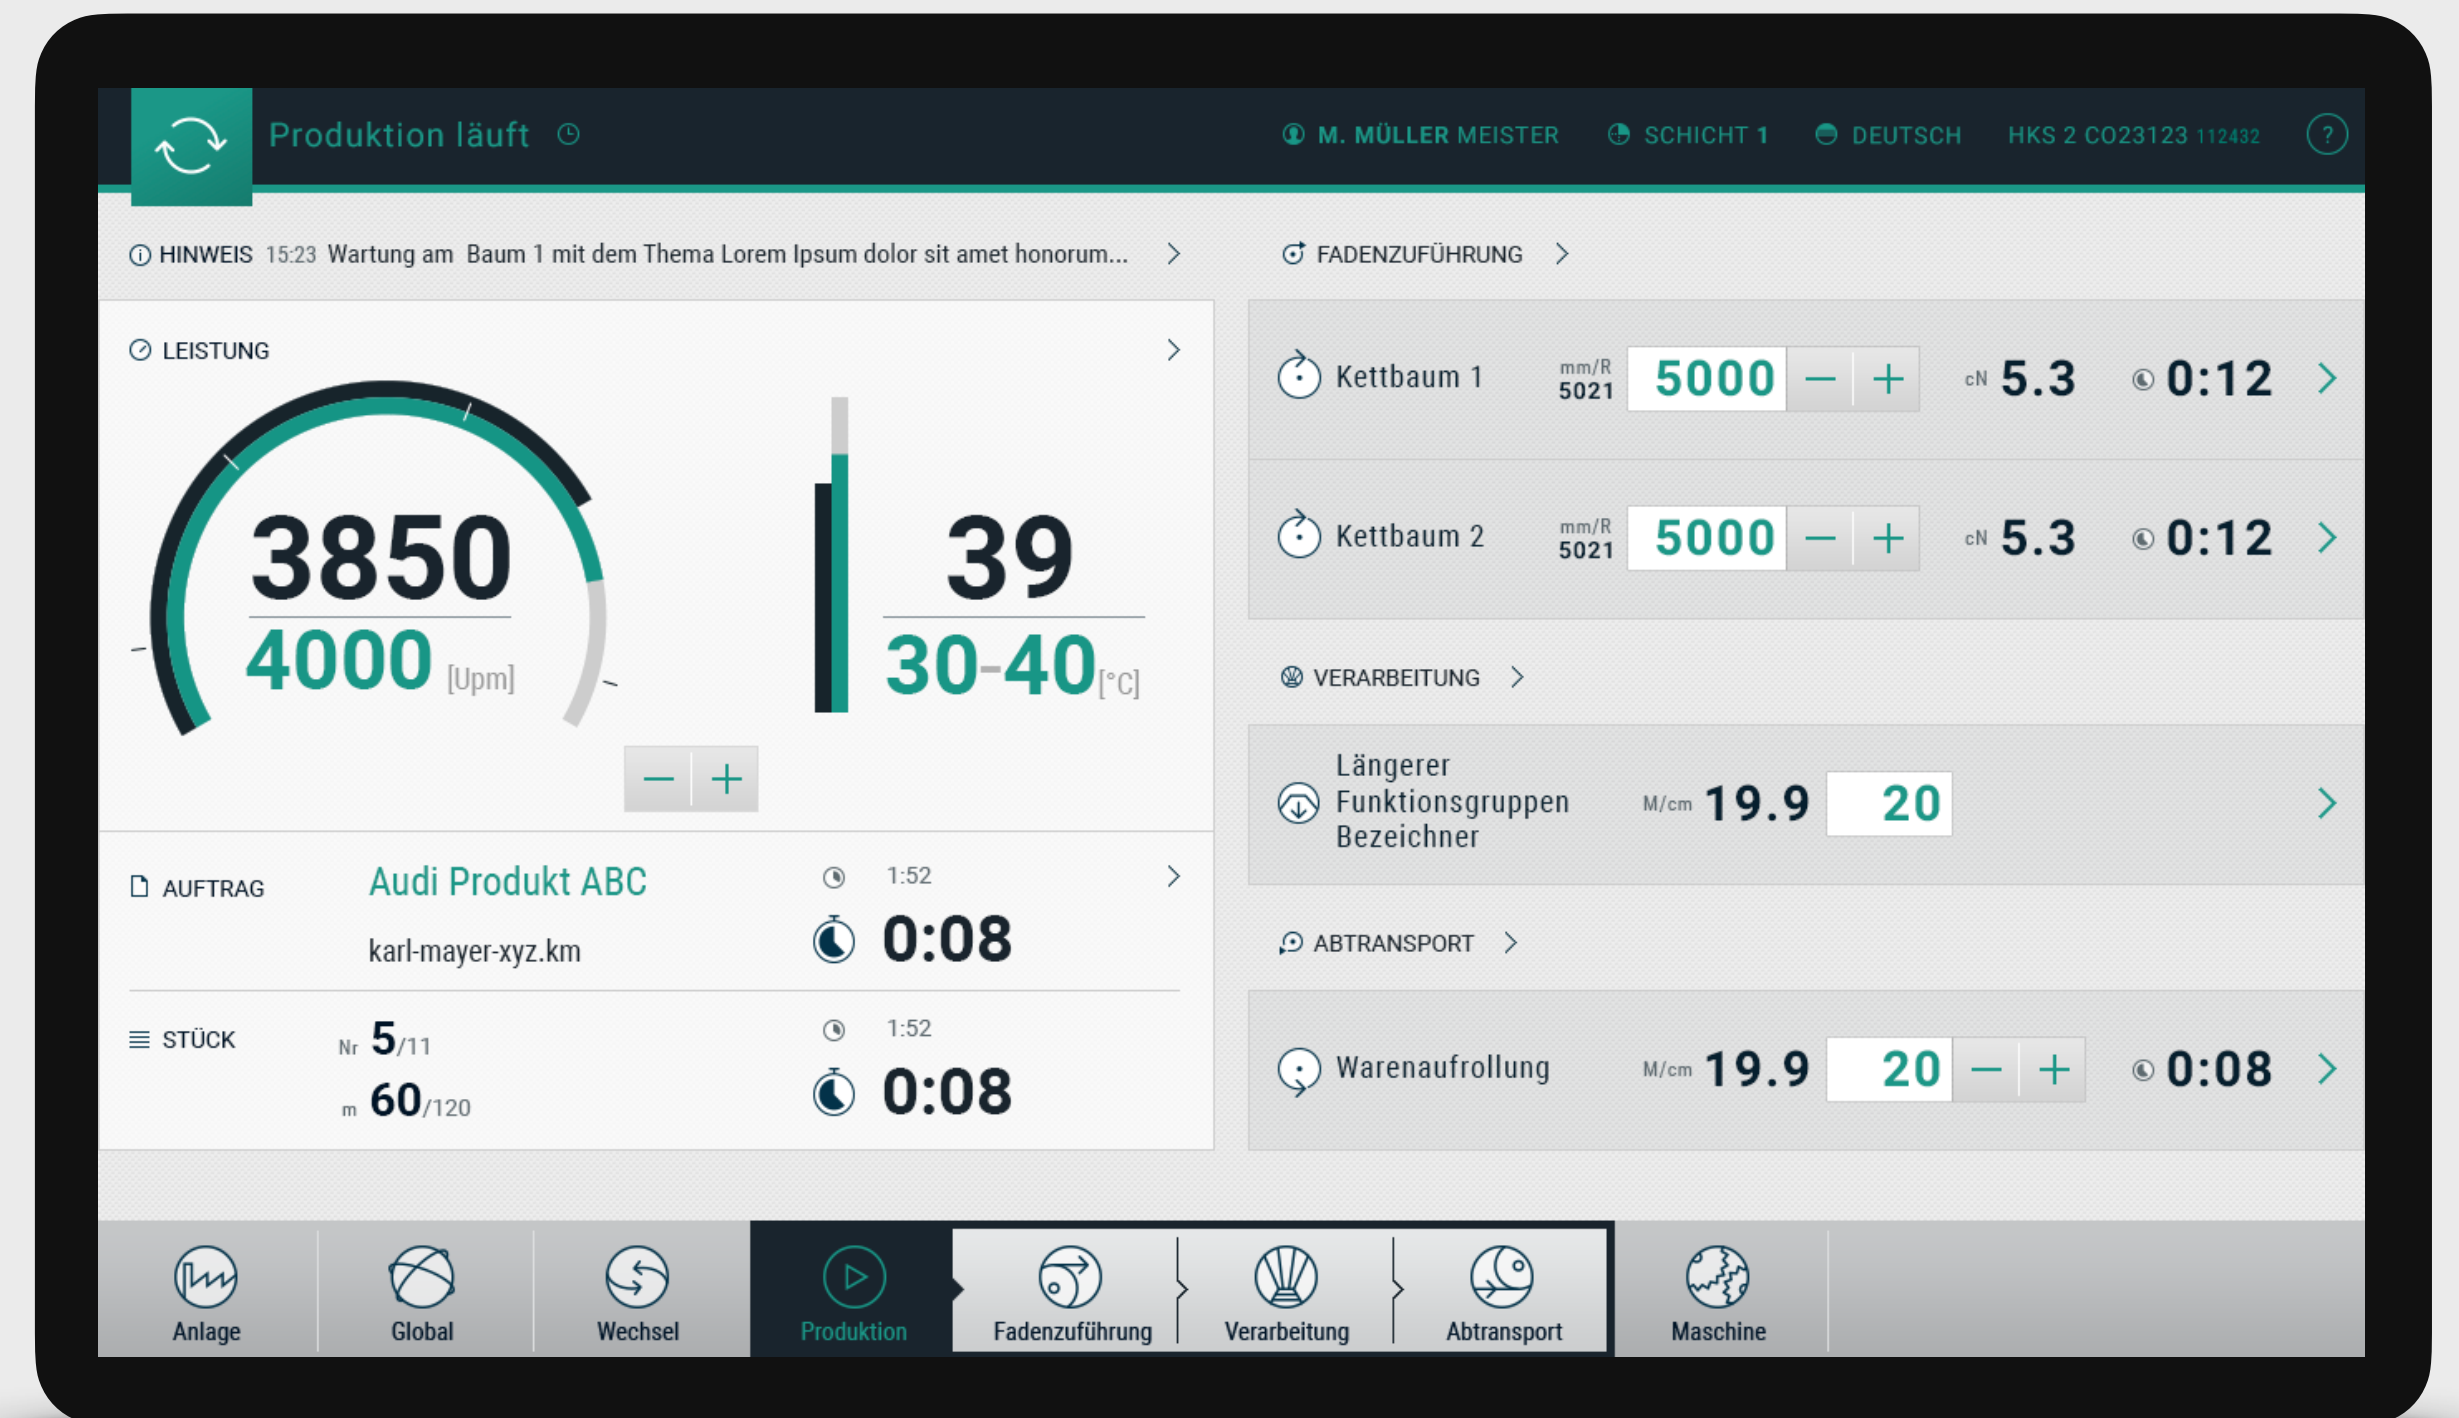 Produktion läuft
M. MÜLLER MEISTER
SCHICHT 1
DEUTSCH
HKS 2 CO23123 112432
?
HINWEIS 15:23 Wartung am Baum 1 mit dem Thema Lorem Ipsum dolor sit amet honorum...
LEISTUNG
3850
4000 [Upm]
39
30-40 [°C]
− +
AUFTRAG
Audi Produkt ABC
karl-mayer-xyz.km
1:52
0:08
STÜCK
Nr 5/11
m 60/120
1:52
0:08
FADENZUFÜHRUNG
Kettbaum 1
mm/R
5021
5000 − +
cN 5.3
0:12
Kettbaum 2
mm/R
5021
5000 − +
cN 5.3
0:12
VERARBEITUNG
Längerer
Funktionsgruppen
Bezeichner
M/cm 19.9
20
ABTRANSPORT
Warenaufrollung
M/cm 19.9
20 − +
0:08
Anlage
Global
Wechsel
Produktion
Fadenzuführung
Verarbeitung
Abtransport
Maschine